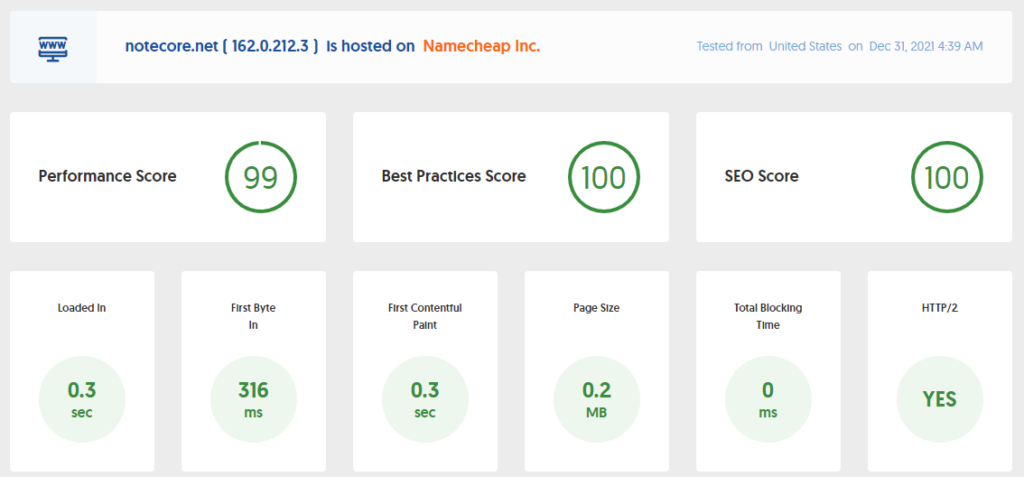 www
notecore.net ( 162.0.212.3 ) Is hosted on Namecheap Inc.
Tested from United States on Dec 31, 2021 4:39 AM
Performance Score
99
Best Practices Score
100
SEO Score
100
Loaded In
0.3
sec
First Byte
In
316
ms
First Contentful
Paint
0.3
sec
Page Size
0.2
MB
Total Blocking
Time
0
ms
HTTP/2
YES